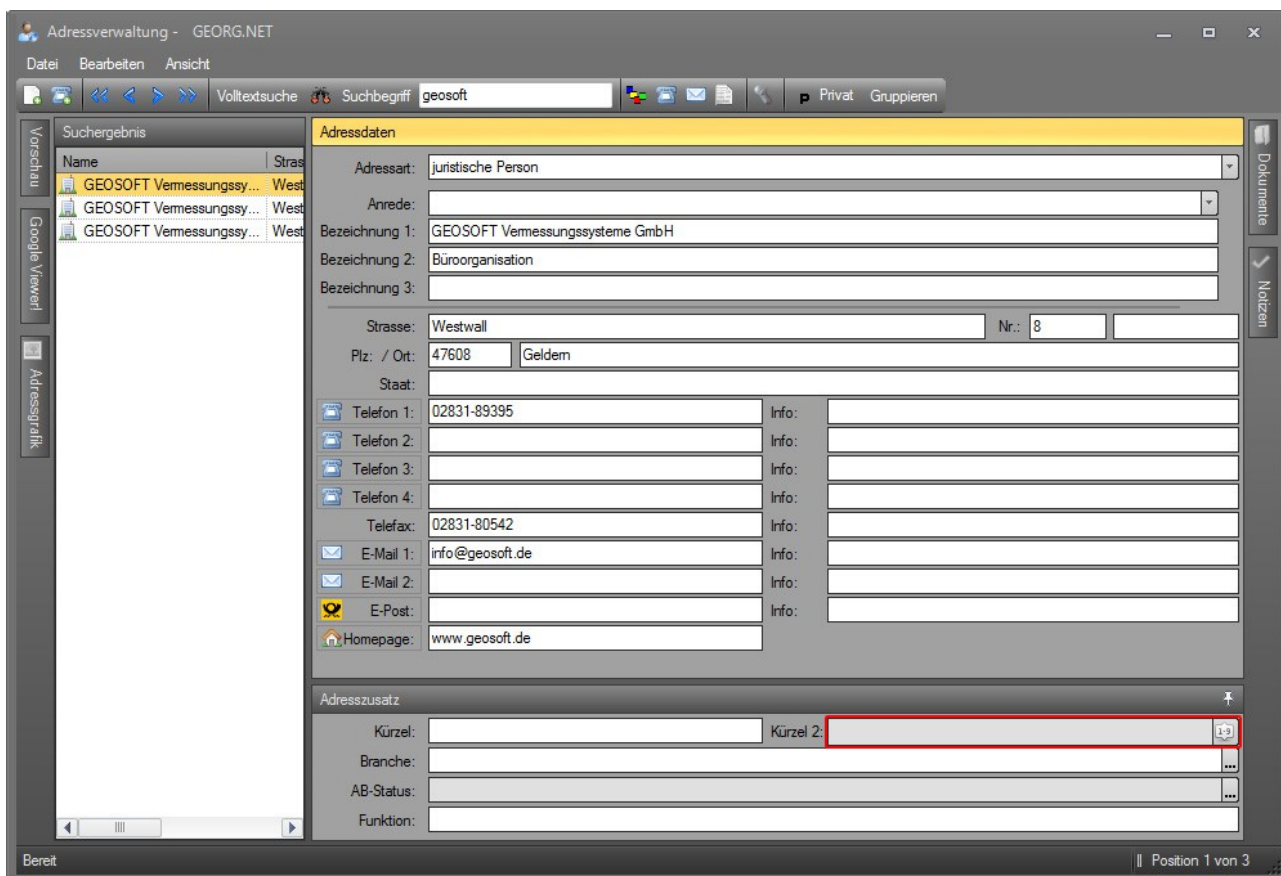 Adressverwaltung - GEORG.NET
Datei Bearbeiten Ansicht
Volltextsuche Suchbegriff geosoft P Privat Gruppieren
Vorschau
Google Viewer!
Adressgrafik
Suchergebnis
Name Stras
GEOSOFT Vermessungssy... West
GEOSOFT Vermessungssy... West
GEOSOFT Vermessungssy... West
Adressdaten
Adressart: juristische Person
Anrede:
Bezeichnung 1: GEOSOFT Vermessungssysteme GmbH
Bezeichnung 2: Büroorganisation
Bezeichnung 3:
Strasse: Westwall Nr.: 8
Plz: / Ort: 47608 Geldern
Staat:
Telefon 1: 02831-89395 Info:
Telefon 2: Info:
Telefon 3: Info:
Telefon 4: Info:
Telefax: 02831-80542 Info:
E-Mail 1: info@geosoft.de Info:
E-Mail 2: Info:
E-Post: Info:
Homepage: www.geosoft.de
Adresszusatz
Kürzel: Kürzel 2: 1-9
Branche: ...
AB-Status: ...
Funktion:
Dokumente
Notizen
Bereit Position 1 von 3